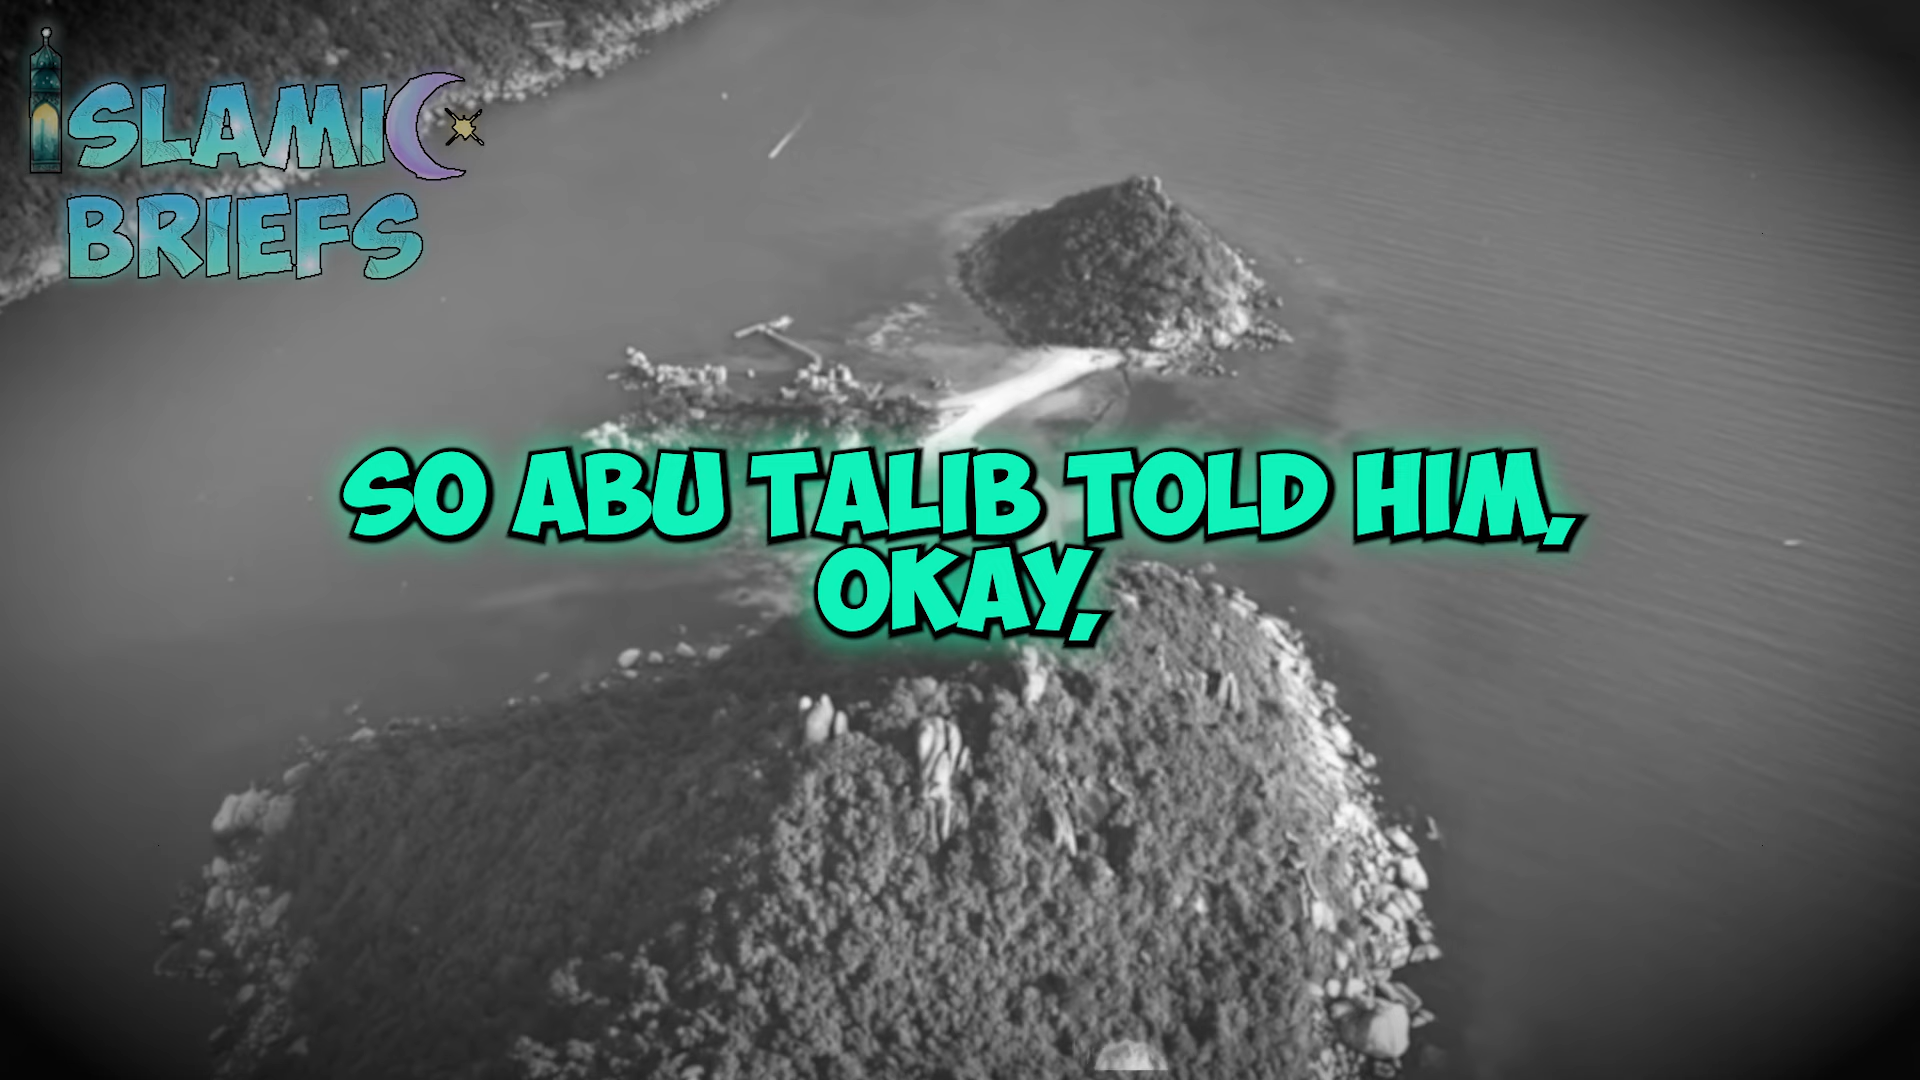 ISLAMIC
BRIEFS
SO ABU TALIB TOLD HIM,
OKAY,